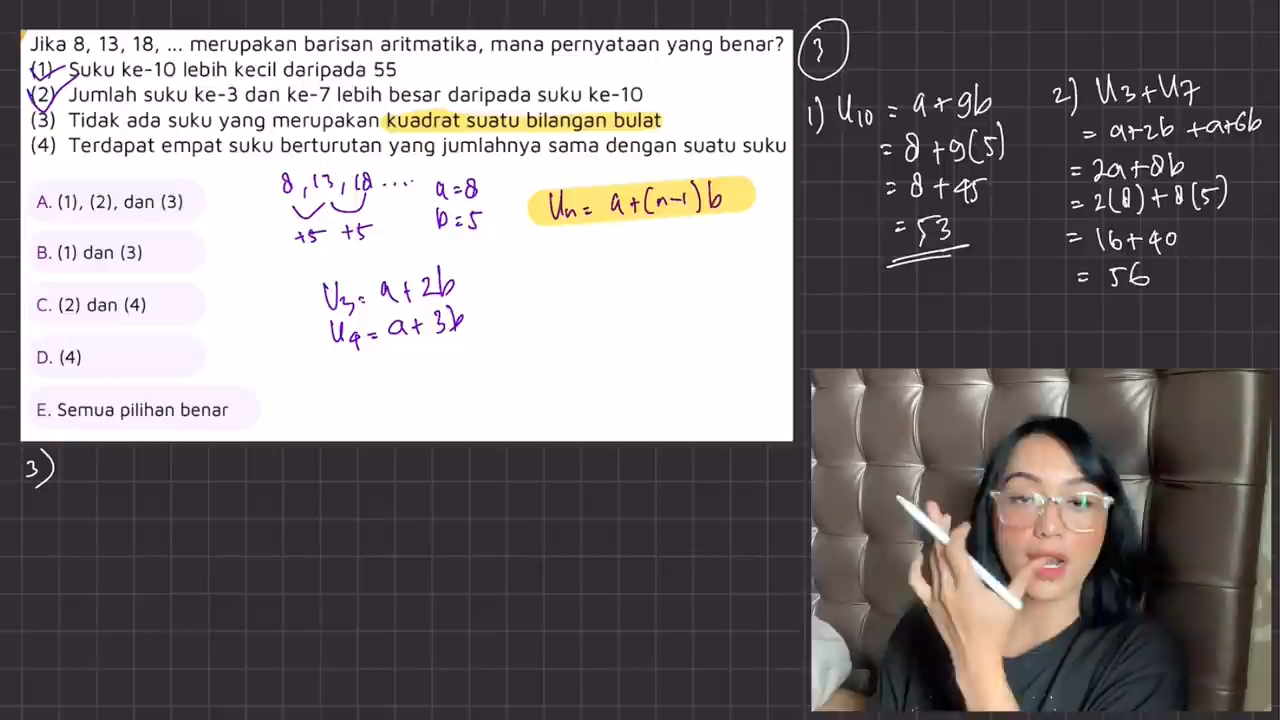 Jika 8, 13, 18, ... merupakan barisan aritmatika, mana pernyataan yang benar?
(1) Suku ke-10 lebih kecil daripada 55
(2) Jumlah suku ke-3 dan ke-7 lebih besar daripada suku ke-10
(3) Tidak ada suku yang merupakan kuadrat suatu bilangan bulat
(4) Terdapat empat suku berturutan yang jumlahnya sama dengan suatu suku
A. (1), (2), dan (3)
B. (1) dan (3)
C. (2) dan (4)
D. (4)
E. Semua pilihan benar
8, 13, 18 ....
+5 +5
a=8
b=5
Un = a+(n-1)b
U3 = a+2b
U4 = a+3b
3
1) U10 = a+9b
= 8+9(5)
= 8+45
= 53
2) U3+U7
= a+2b +a+6b
= 2a+8b
= 2(8)+8(5)
= 16+40
= 56
3)